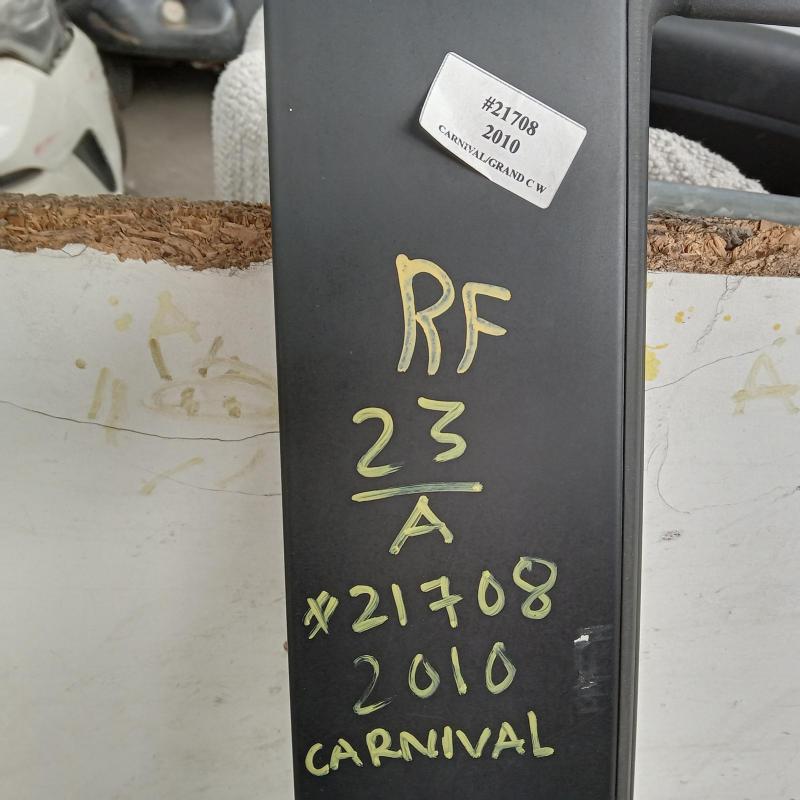 #21708
2010
CARNIVAL/GRAND C W
RF
23
A
#21708
2010
CARNIVAL